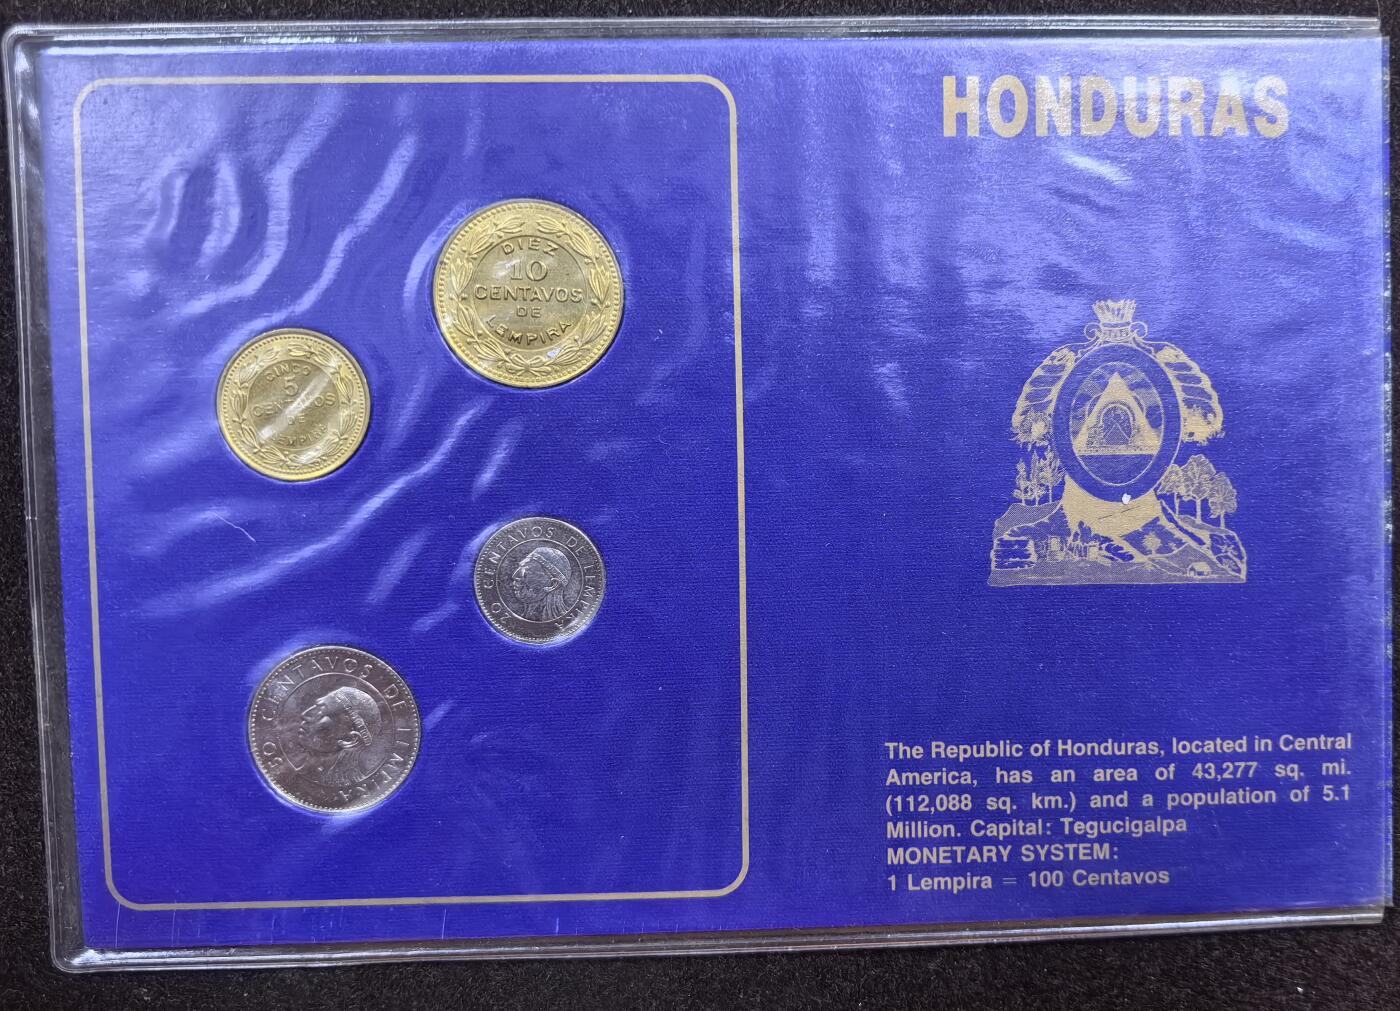 HONDURAS
DIEZ
10
CENTAVOS
DE
LEMPIRA
CINCO
5
CENTAVOS
DE
LEMPIRA
20 CENTAVOS DE LEMPIRA
50 CENTAVOS DE LEMPIRA
The Republic of Honduras, located in Central
America, has an area of 43,277 sq. mi.
(112,088 sq. km.) and a population of 5.1
Million. Capital: Tegucigalpa
MONETARY SYSTEM:
1 Lempira = 100 Centavos